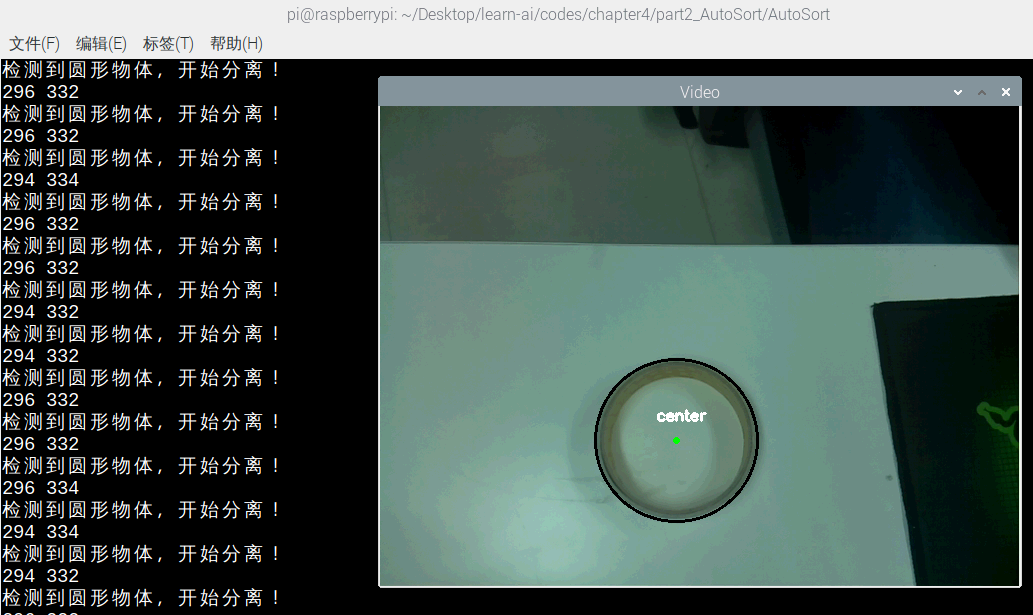 pi@raspberrypi: ~/Desktop/learn-ai/codes/chapter4/part2_AutoSort/AutoSort
文件(F) 编辑(E) 标签(T) 帮助(H)
检测到圆形物体，开始分离！
296 332
检测到圆形物体，开始分离！
296 332
检测到圆形物体，开始分离！
294 334
检测到圆形物体，开始分离！
296 332
检测到圆形物体，开始分离！
296 332
检测到圆形物体，开始分离！
294 332
检测到圆形物体，开始分离！
294 332
检测到圆形物体，开始分离！
296 332
检测到圆形物体，开始分离！
296 332
检测到圆形物体，开始分离！
296 334
检测到圆形物体，开始分离！
294 334
检测到圆形物体，开始分离！
294 332
检测到圆形物体，开始分离！
Video
center